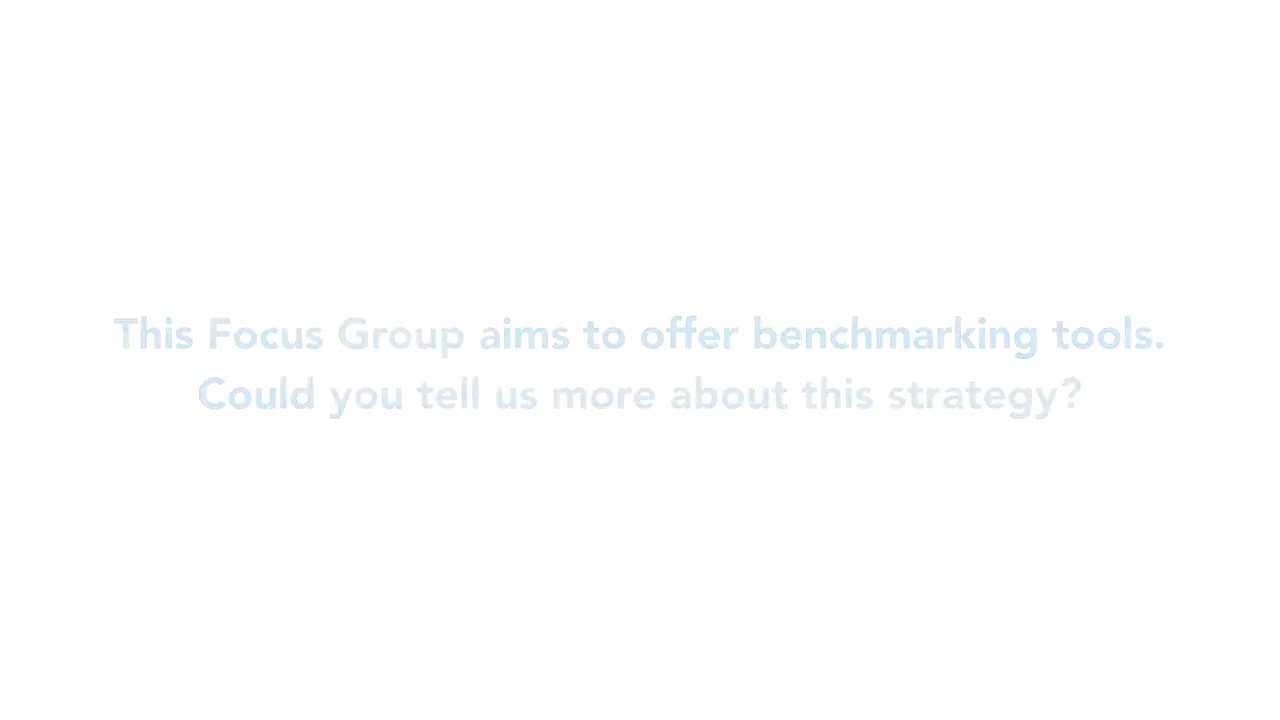 This Focus Group aims to offer benchmarking tools.
Could you tell us more about this strategy?